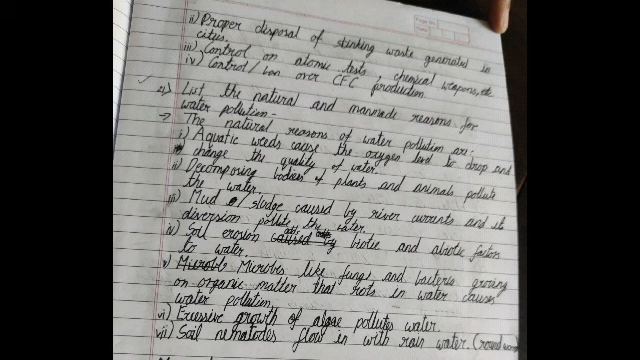 ii) Proper disposal of stinking waste generated in
cities.
iii) Control on atomic tests, chemical weapons, etc
iv) Control/ban over CFC production.
4) List the natural and manmade reasons for
water pollution.
→ The natural reasons of water pollution are:
i) Aquatic weeds cause the oxygen level to drop and
change the quality of water.
ii) Decomposing bodies of plants and animals pollute
the water.
iii) Mud / sludge caused by river currents and it
diversion pollute the water.
iv) Soil erosion caused by adds biotic and abiotic factors
to water.
v) Microbs Microbis like fungi and bacteria growing
on organic matter that rots in water causes
water pollution.
vi) Excessive growth of algae pollutes water.
vii) Soil nematodes flow in with rain water. (round worm